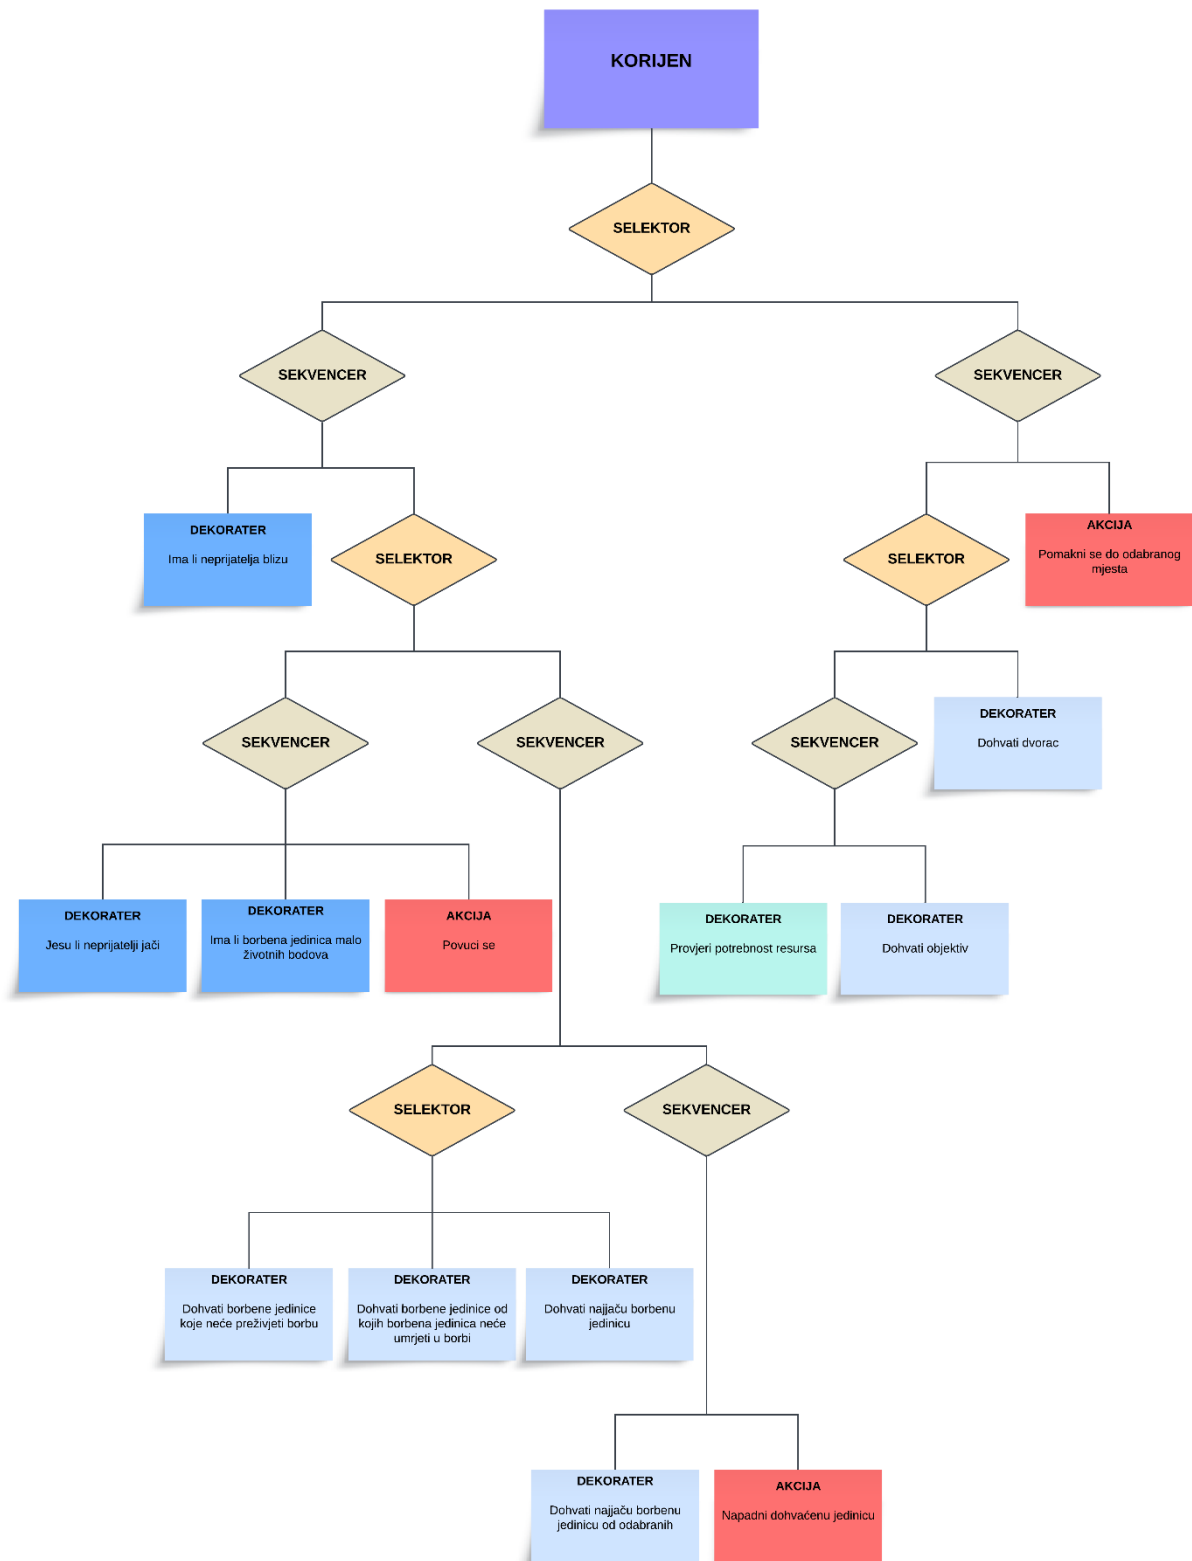 KORIJEN
SELEKTOR
SEKVENCER
SEKVENCER
DEKORATER
Ima li neprijatelja blizu
SELEKTOR
SELEKTOR
AKCIJA
Pomakni se do odabranog
mjesta
SEKVENCER
SEKVENCER
SEKVENCER
DEKORATER
Dohvati dvorac
DEKORATER
Jesu li neprijatelji jači
DEKORATER
Ima li borbena jedinica malo
životnih bodova
AKCIJA
Povuci se
DEKORATER
Provjeri potrebnost resursa
DEKORATER
Dohvati objektiv
SELEKTOR
SEKVENCER
DEKORATER
Dohvati borbene jedinice
koje neće preživjeti borbu
DEKORATER
Dohvati borbene jedinice od
kojih borbena jedinica neće
umrjeti u borbi
DEKORATER
Dohvati najjaču borbenu
jedinicu
DEKORATER
Dohvati najjaču borbenu
jedinicu od odabranih
AKCIJA
Napadni dohvaćenu jedinicu